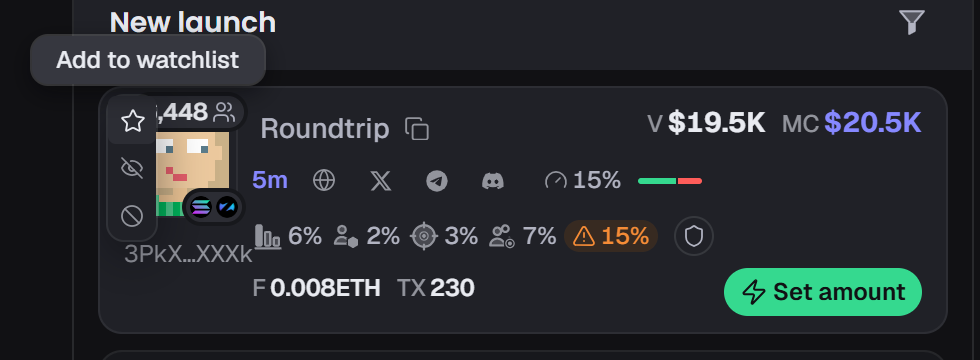 New launch
Add to watchlist
,448
Roundtrip
V $19.5K MC $20.5K
5m 15%
6% 2% 3% 7% 15%
3PkX...XXXk
F 0.008ETH TX 230
Set amount